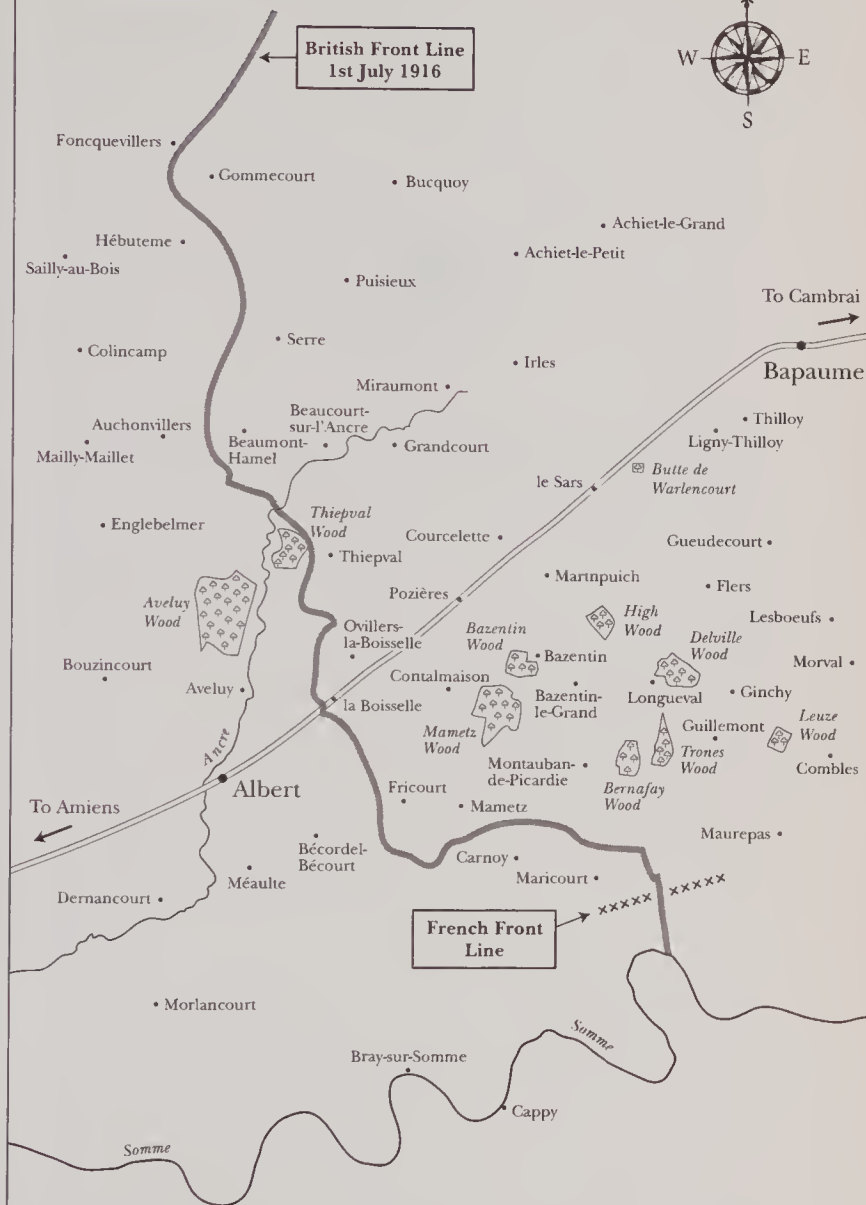 British Front Line
1st July 1916
W
E
S
Foncquevillers
Gommecourt
Bucquoy
Achiet-le-Grand
Hébuteme
Achiet-le-Petit
Sailly-au-Bois
Puisieux
To Cambrai
Serre
Colincamp
Irles
Bapaume
Miraumont
Beaucourt-
sur-l'Ancre
Thilloy
Auchonvillers
Beaumont-
Hamel
Grandcourt
Ligny-Thilloy
Mailly-Maillet
le Sars
Butte de
Warlencourt
Thiepval
Wood
Englebelmer
Courcelette
Gueudecourt
Thiepval
Martnpuich
Flers
Aveluy
Wood
Pozières
High
Wood
Lesboeufs
Ovillers-
la-Boisselle
Bazentin
Wood
Delville
Wood
Bazentin
Morval
Bouzincourt
Contalmaison
Aveluy
Bazentin-
le-Grand
Longueval
Ginchy
la Boisselle
Mametz
Wood
Guillemont
Leuze
Wood
Ancre
Trones
Wood
Montauban-
de-Picardie
Combles
Albert
Bernafay
Wood
To Amiens
Fricourt
Mametz
Bécordel-
Bécourt
Maurepas
Carnoy
Méaulte
Maricourt
Dernancourt
French Front
Line
Morlancourt
Somme
Bray-sur-Somme
Cappy
Somme